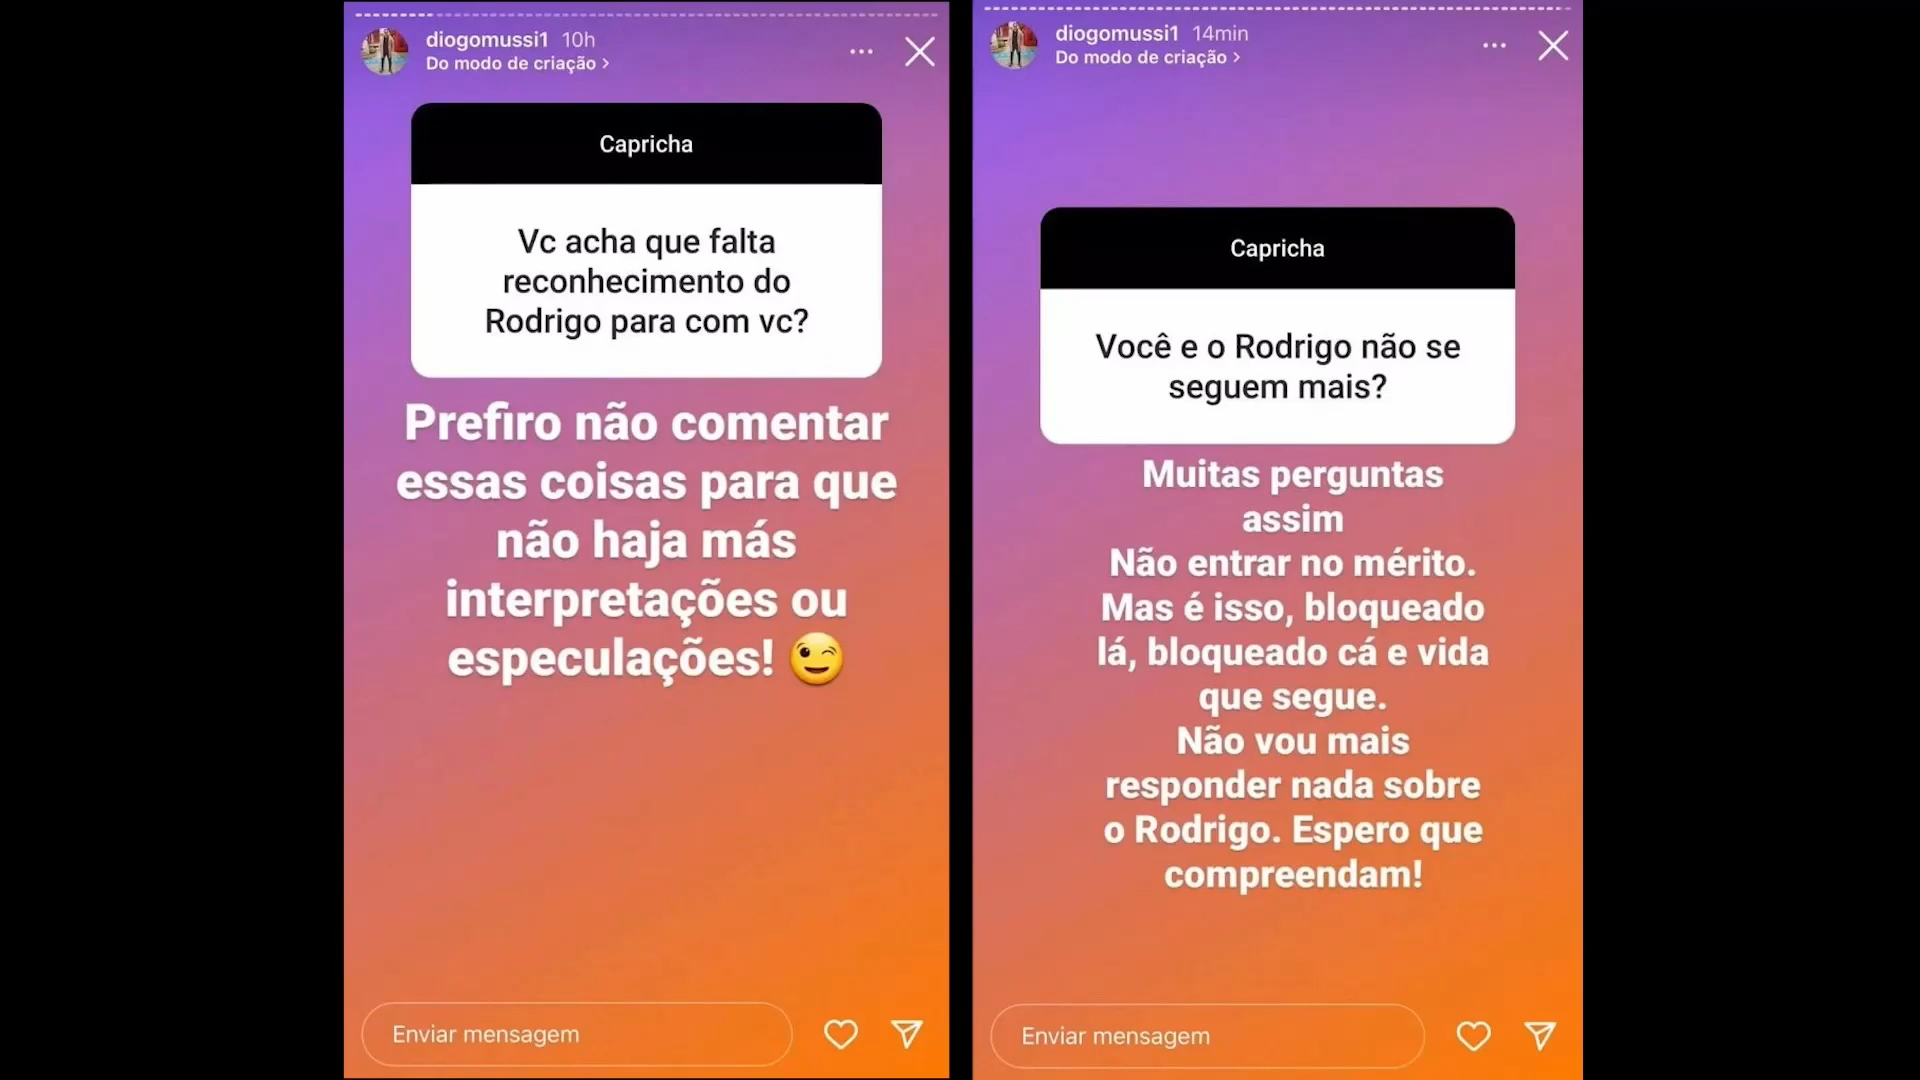 diogomussi1 10h
Do modo de criação >
Capricha
Vc acha que falta
reconhecimento do
Rodrigo para com vc?
Prefiro não comentar
essas coisas para que
não haja más
interpretações ou
especulações! 😉
Enviar mensagem
diogomussi1 14min
Do modo de criação >
Capricha
Você e o Rodrigo não se
seguem mais?
Muitas perguntas
assim
Não entrar no mérito.
Mas é isso, bloqueado
lá, bloqueado cá e vida
que segue.
Não vou mais
responder nada sobre
o Rodrigo. Espero que
compreendam!
Enviar mensagem